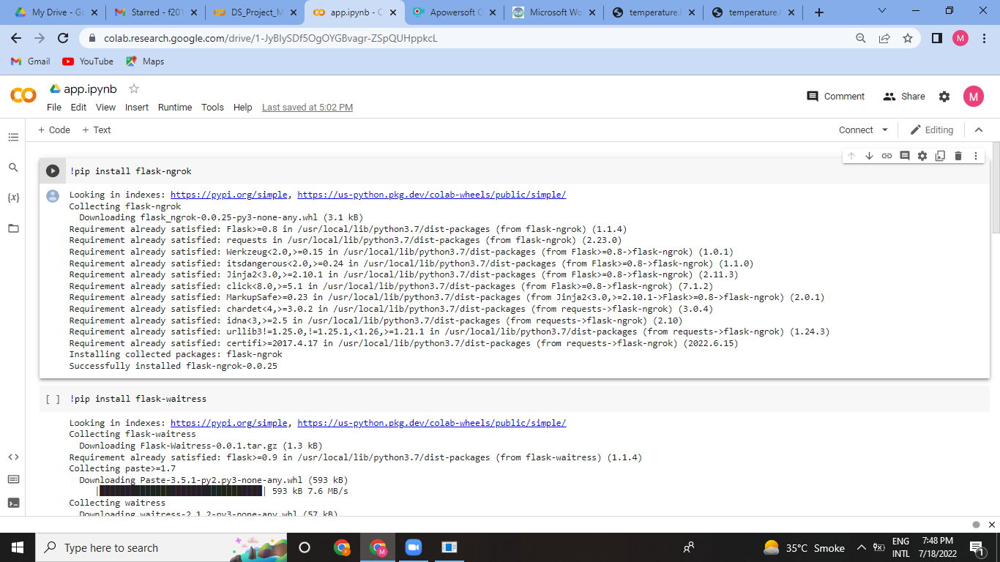 My Drive - Go
Starred - f201
DS_Project_M
app.ipynb - C
Apowersoft C
Microsoft Wo
temperature.
temperature.
colab.research.google.com/drive/1-JyBIySDf5OgOYGBvagr-ZSpQUHppkcL
M
Gmail
YouTube
Maps
app.ipynb
Comment
Share
M
File Edit View Insert Runtime Tools Help Last saved at 5:02 PM
+ Code + Text
Connect
Editing
!pip install flask-ngrok
Looking in indexes: https://pypi.org/simple, https://us-python.pkg.dev/colab-wheels/public/simple/
Collecting flask-ngrok
Downloading flask_ngrok-0.0.25-py3-none-any.whl (3.1 kB)
Requirement already satisfied: Flask>=0.8 in /usr/local/lib/python3.7/dist-packages (from flask-ngrok) (1.1.4)
Requirement already satisfied: requests in /usr/local/lib/python3.7/dist-packages (from flask-ngrok) (2.23.0)
Requirement already satisfied: Werkzeug<2.0,>=0.15 in /usr/local/lib/python3.7/dist-packages (from Flask>=0.8->flask-ngrok) (1.0.1)
Requirement already satisfied: itsdangerous<2.0,>=0.24 in /usr/local/lib/python3.7/dist-packages (from Flask>=0.8->flask-ngrok) (1.1.0)
Requirement already satisfied: Jinja2<3.0,>=2.10.1 in /usr/local/lib/python3.7/dist-packages (from Flask>=0.8->flask-ngrok) (2.11.3)
Requirement already satisfied: click<8.0,>=5.1 in /usr/local/lib/python3.7/dist-packages (from Flask>=0.8->flask-ngrok) (7.1.2)
Requirement already satisfied: MarkupSafe>=0.23 in /usr/local/lib/python3.7/dist-packages (from Jinja2<3.0,>=2.10.1->Flask>=0.8->flask-ngrok) (2.0.1)
Requirement already satisfied: chardet<4,>=3.0.2 in /usr/local/lib/python3.7/dist-packages (from requests->flask-ngrok) (3.0.4)
Requirement already satisfied: idna<3,>=2.5 in /usr/local/lib/python3.7/dist-packages (from requests->flask-ngrok) (2.10)
Requirement already satisfied: urllib3!=1.25.0,!=1.25.1,<1.26,>=1.21.1 in /usr/local/lib/python3.7/dist-packages (from requests->flask-ngrok) (1.24.3)
Requirement already satisfied: certifi>=2017.4.17 in /usr/local/lib/python3.7/dist-packages (from requests->flask-ngrok) (2022.6.15)
Installing collected packages: flask-ngrok
Successfully installed flask-ngrok-0.0.25
[ ] !pip install flask-waitress
Looking in indexes: https://pypi.org/simple, https://us-python.pkg.dev/colab-wheels/public/simple/
Collecting flask-waitress
Downloading Flask-Waitress-0.0.1.tar.gz (1.3 kB)
Requirement already satisfied: flask>=0.9 in /usr/local/lib/python3.7/dist-packages (from flask-waitress) (1.1.4)
Collecting paste>=1.7
Downloading Paste-3.5.1-py2.py3-none-any.whl (593 kB)
593 kB 7.6 MB/s
Collecting waitress
Downloading waitress-2.1.2-py3-none-any.whl (57 kB)
Type here to search
35°C Smoke
ENG
INTL
7:48 PM
7/18/2022
1